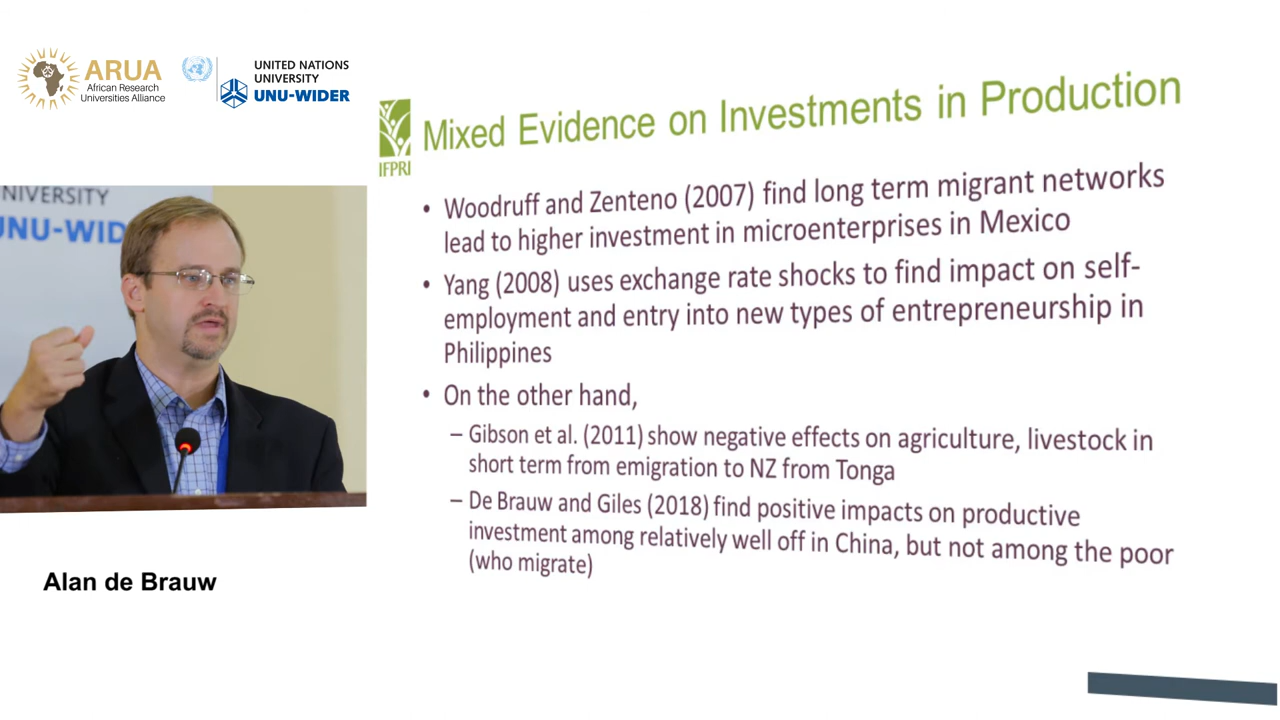 ARUA
African Research
Universities Alliance
UNITED NATIONS
UNIVERSITY
UNU-WIDER
IFPRI
Mixed Evidence on Investments in Production
• Woodruff and Zenteno (2007) find long term migrant networks
lead to higher investment in microenterprises in Mexico
• Yang (2008) uses exchange rate shocks to find impact on self-
employment and entry into new types of entrepreneurship in
Philippines
• On the other hand,
– Gibson et al. (2011) show negative effects on agriculture, livestock in
short term from emigration to NZ from Tonga
– De Brauw and Giles (2018) find positive impacts on productive
investment among relatively well off in China, but not among the poor
(who migrate)
NIVERSITY
UNU-WID
Alan de Brauw